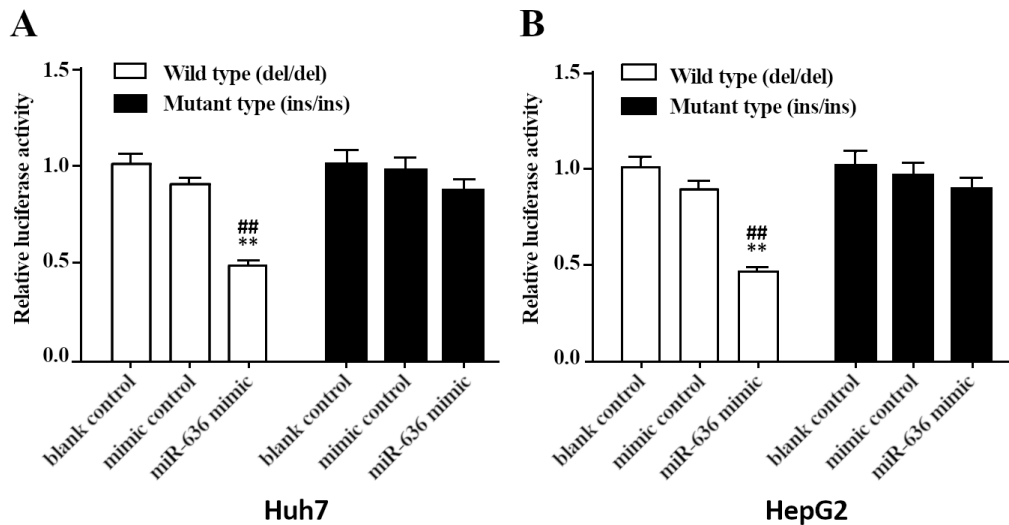 A
Wild type (del/del)
Mutant type (ins/ins)
Relative luciferase activity
1.5
1.0
0.5
0.0
##
**
blank control
mimic control
miR-636 mimic
blank control
mimic control
miR-636 mimic
Huh7
B
Wild type (del/del)
Mutant type (ins/ins)
Relative luciferase activity
1.5
1.0
0.5
0.0
##
**
blank control
mimic control
miR-636 mimic
blank control
mimic control
miR-636 mimic
HepG2